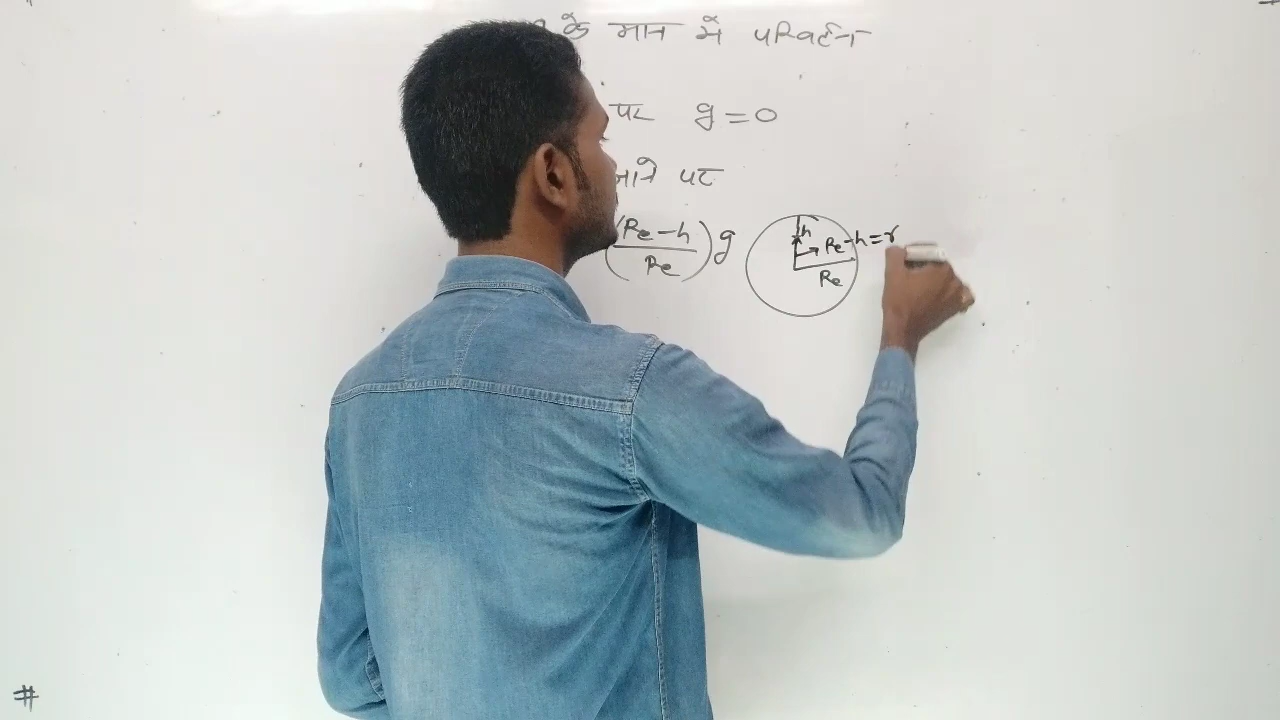 के मान में परिवर्तन
पर g = 0
जाने पर
(Re-h / Re) g
h
Re-h=r
Re
#